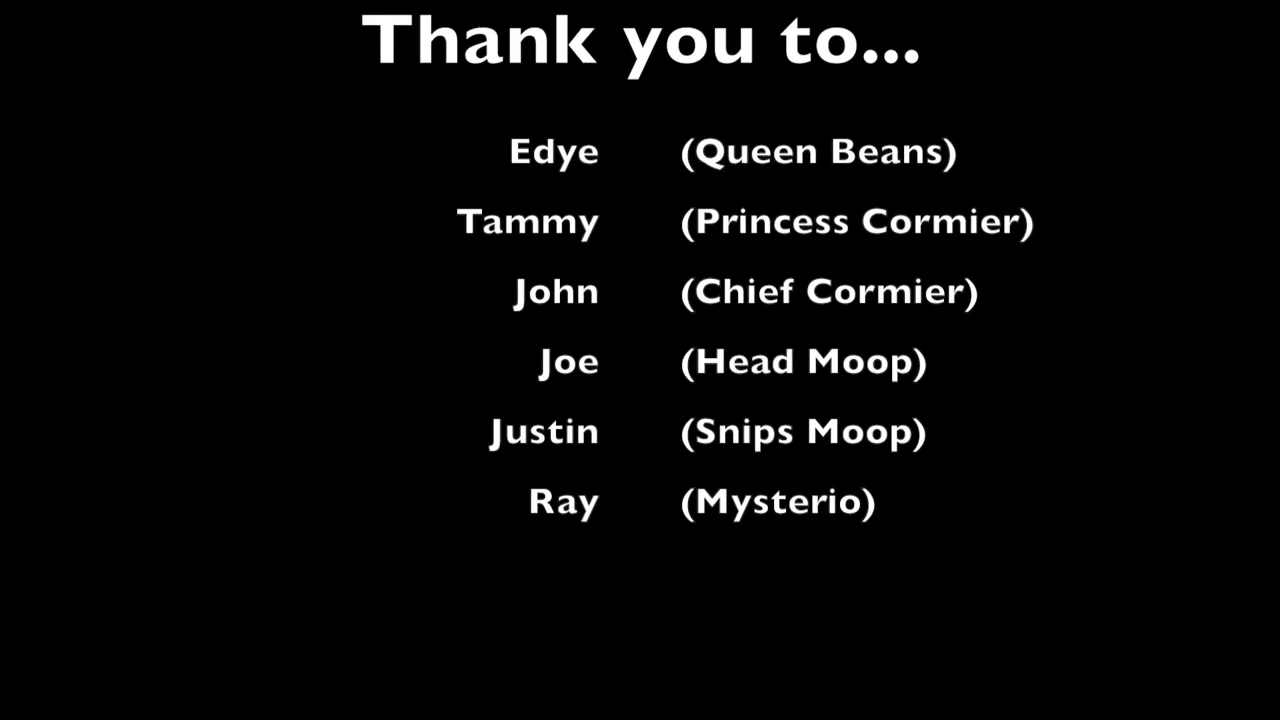 Thank you to...
Edye (Queen Beans)
Tammy (Princess Cormier)
John (Chief Cormier)
Joe (Head Moop)
Justin (Snips Moop)
Ray (Mysterio)